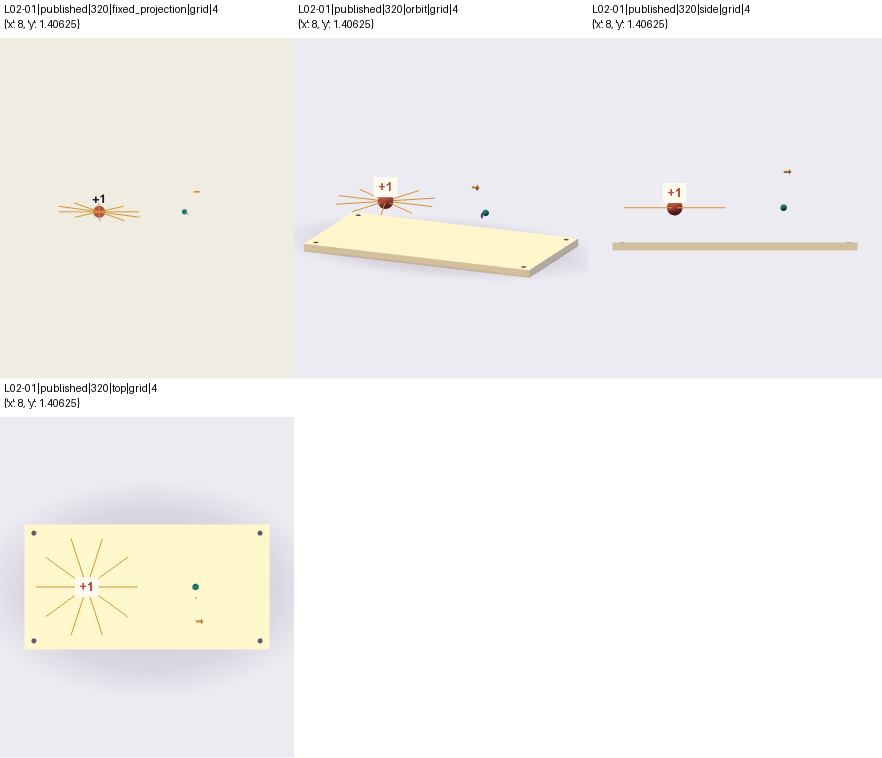 L02-01|published|320|fixed_projection|grid|4
{'x': 8, 'y': 1.40625}
L02-01|published|320|orbit|grid|4
{'x': 8, 'y': 1.40625}
L02-01|published|320|side|grid|4
{'x': 8, 'y': 1.40625}
+1
+1
+1
L02-01|published|320|top|grid|4
{'x': 8, 'y': 1.40625}
+1